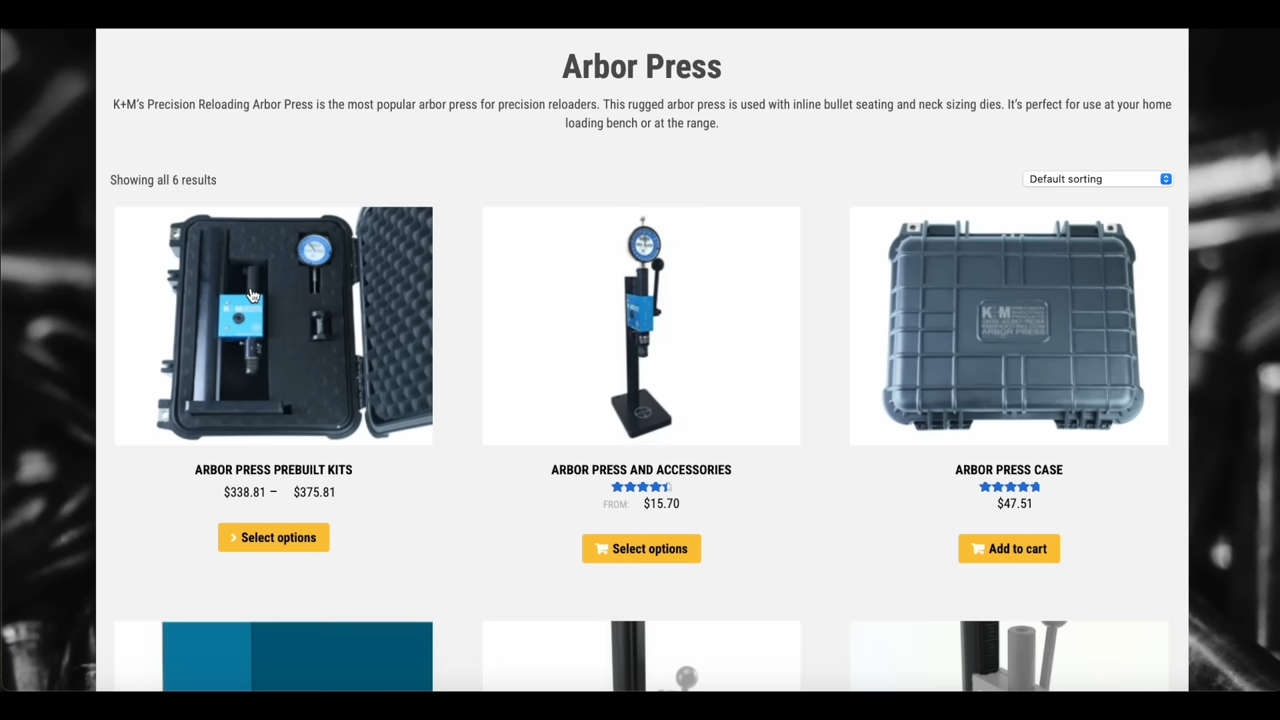 Arbor Press
K+M's Precision Reloading Arbor Press is the most popular arbor press for precision reloaders. This rugged arbor press is used with inline bullet seating and neck sizing dies. It's perfect for use at your home
loading bench or at the range.
Showing all 6 results
Default sorting
K+M
ARBOR PRESS
ARBOR PRESS PREBUILT KITS
ARBOR PRESS AND ACCESSORIES
ARBOR PRESS CASE
$338.81 – $375.81
FROM: $15.70
$47.51
Select options
Select options
Add to cart